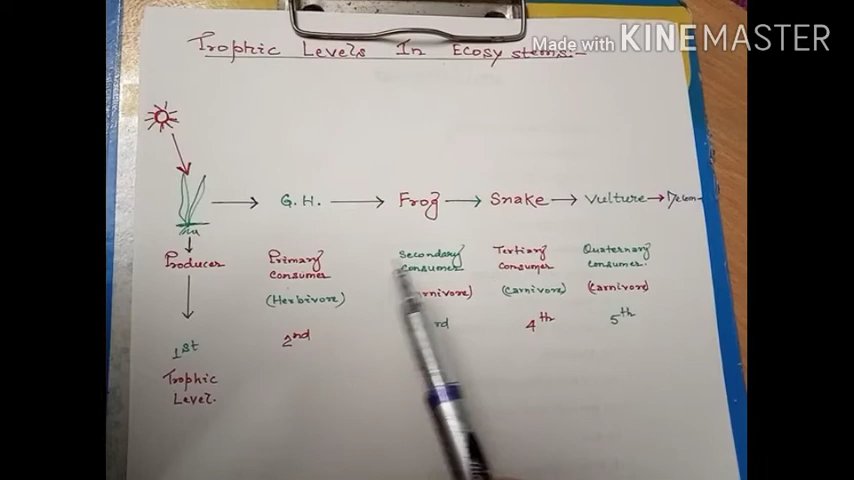 Trophic Levels In Ecosystems:-
Made with KINEMASTER
G.H. Frog Snake Vulture
Producer Primary consumer Secondary consumer Tertiary consumer Quaternary consumer.
(Herbivore) (Carnivore) (Carnivore)
1st 2nd rd 4th 5th
Trophic
Level.